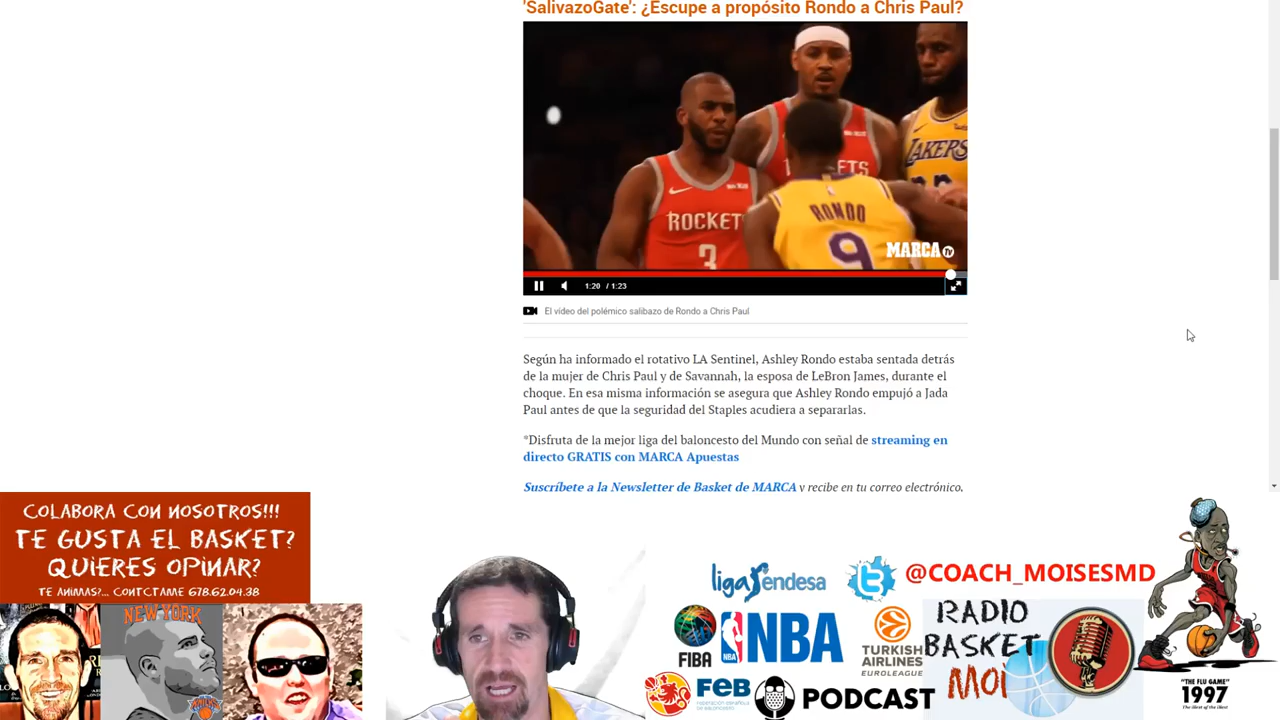 'SalivazoGate': ¿Escupe a propósito Rondo a Chris Paul?
LAKERS
ROCKETS
3
RONDO
9
MARCA TV
1:20 / 1:23
El vídeo del polémico salibazo de Rondo a Chris Paul
Según ha informado el rotativo LA Sentinel, Ashley Rondo estaba sentada detrás
de la mujer de Chris Paul y de Savannah, la esposa de LeBron James, durante el
choque. En esa misma información se asegura que Ashley Rondo empujó a Jada
Paul antes de que la seguridad del Staples acudiera a separarlas.
*Disfruta de la mejor liga del baloncesto del Mundo con señal de streaming en
directo GRATIS con MARCA Apuestas
Suscríbete a la Newsletter de Basket de MARCA y recibe en tu correo electrónico,
COLABORA CON NOSOTROS!!!
TE GUSTA EL BASKET?
QUIERES OPINAR?
TE ANIMAS?... CONTCTAME 678.62.04.38
NEW YORK
liga endesa
@COACH_MOISESMD
FIBA
NBA
NBA
TURKISH
AIRLINES
EUROLEAGUE
RADIO
BASKET
MOI
FEB
PODCAST
"THE FLU GAME"
1997